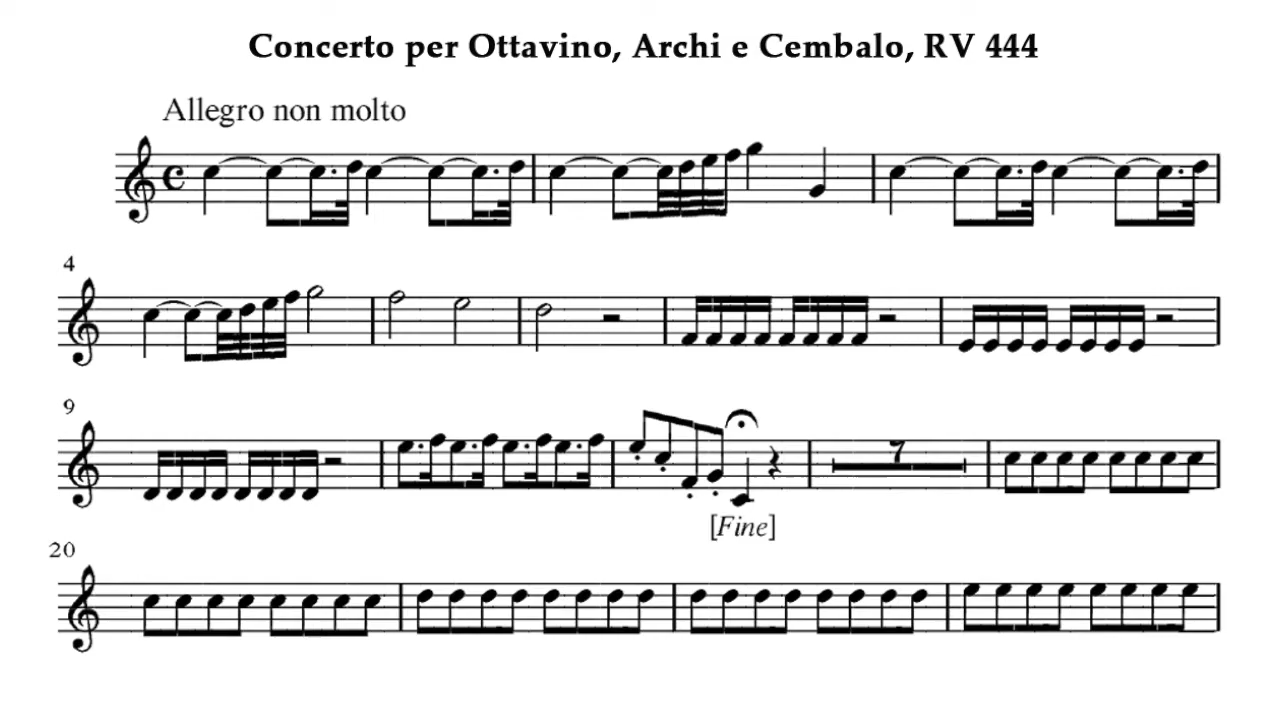 Concerto per Ottavino, Archi e Cembalo, RV 444
Allegro non molto
4
9
7
[Fine]
20